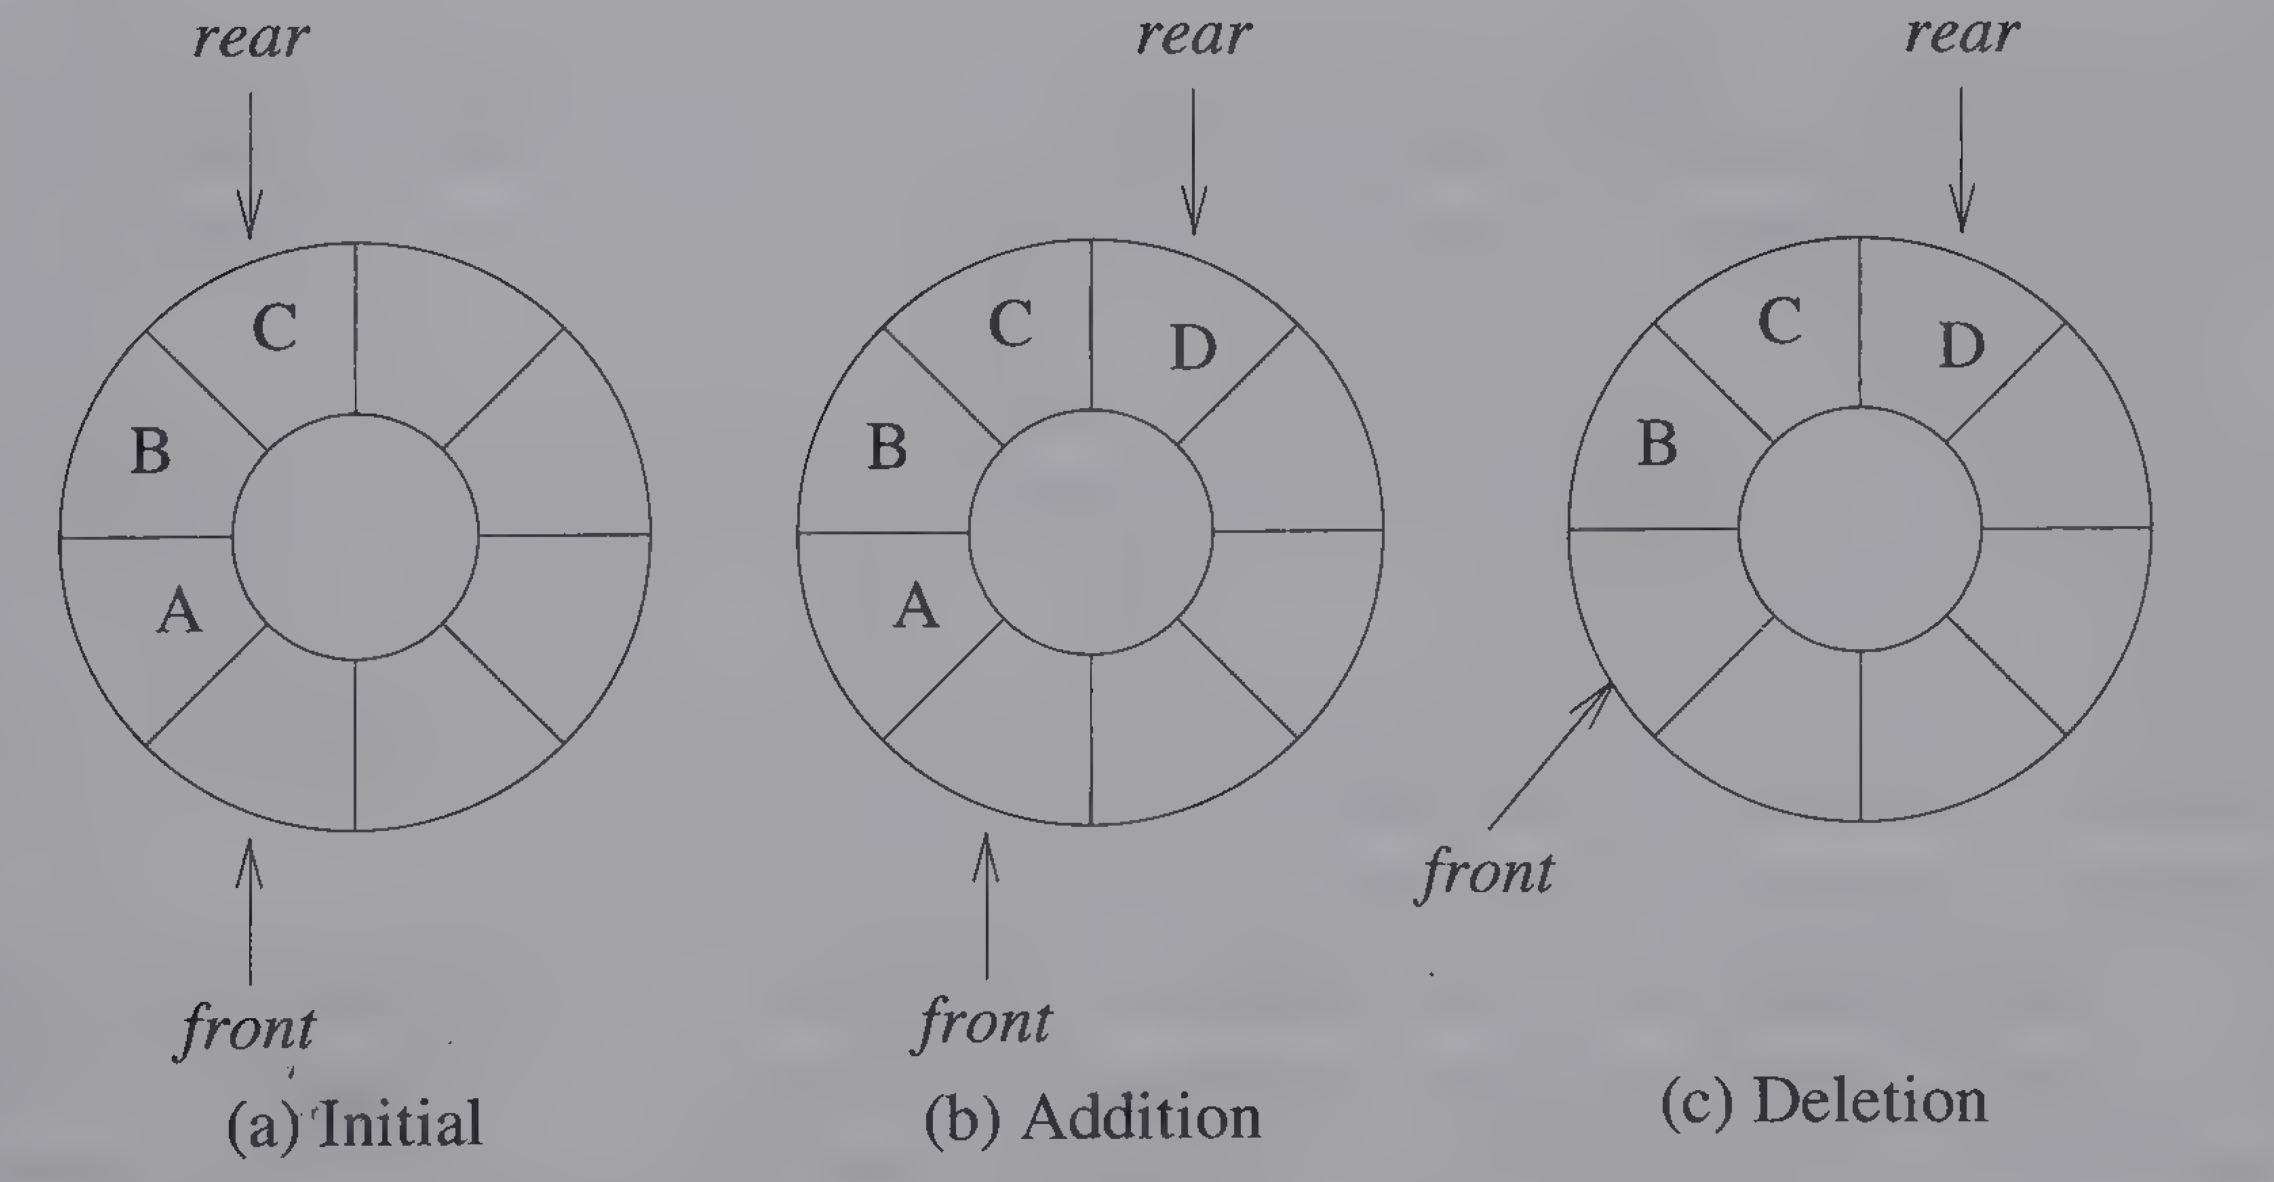 rear rear rear
C C D C D
B B B
A A
front
front front
(a) Initial (b) Addition (c) Deletion